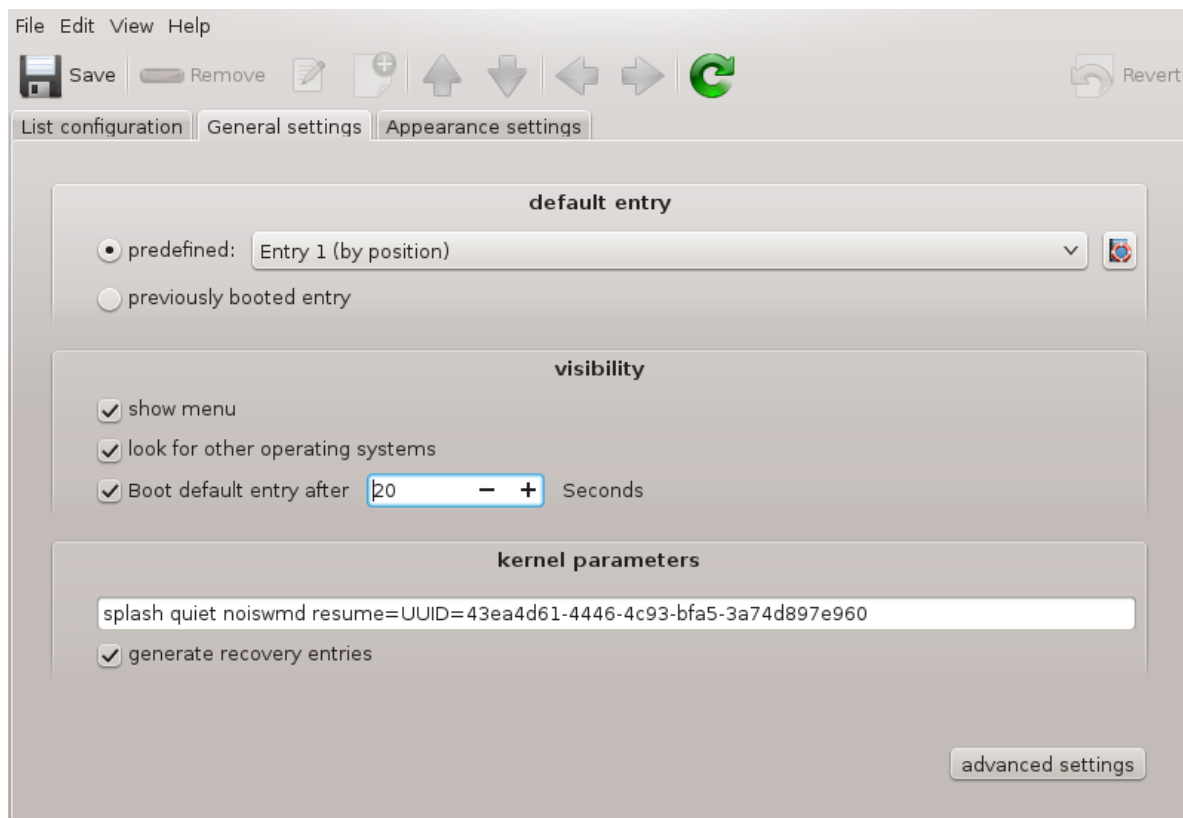 File Edit View Help
Save Remove Revert
List configuration General settings Appearance settings
default entry
predefined: Entry 1 (by position)
previously booted entry
visibility
show menu
look for other operating systems
Boot default entry after 20 − + Seconds
kernel parameters
splash quiet noiswmd resume=UUID=43ea4d61-4446-4c93-bfa5-3a74d897e960
generate recovery entries
advanced settings